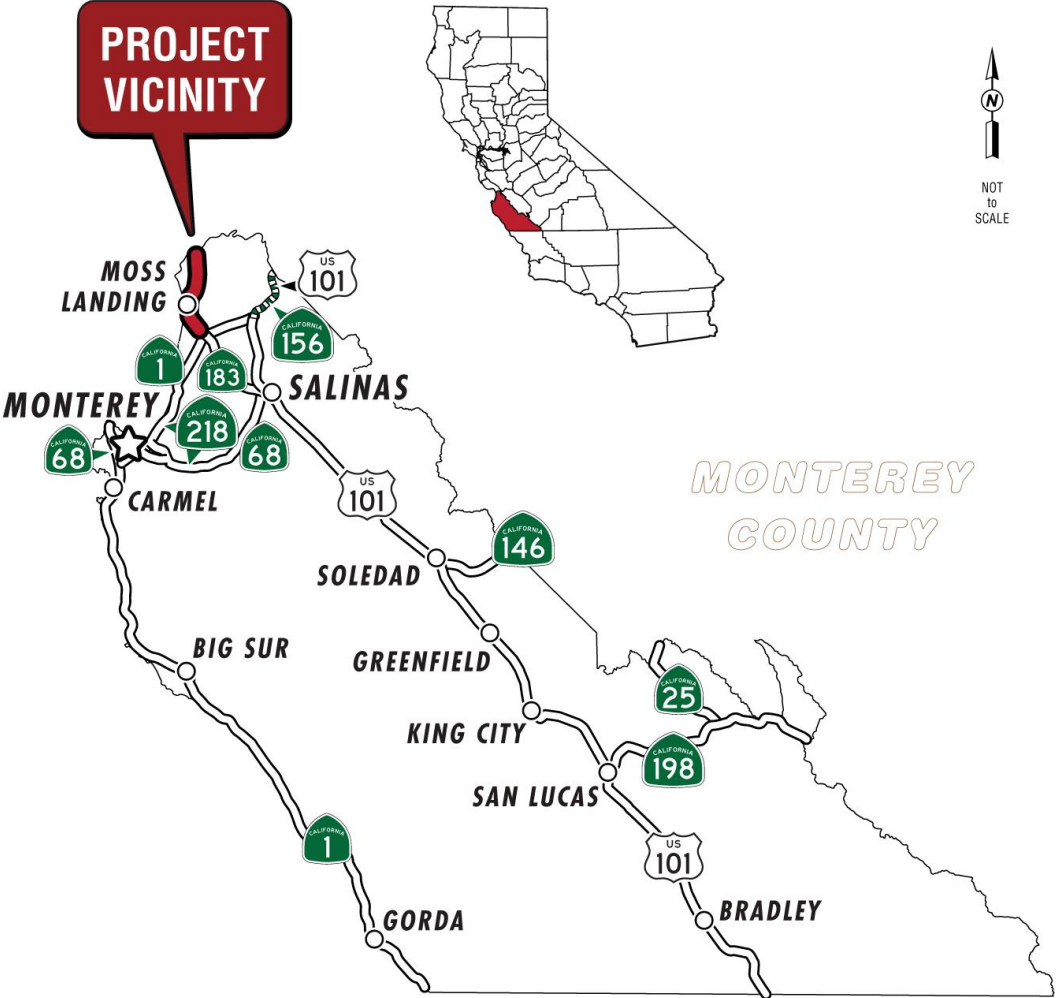 PROJECT
VICINITY
N
NOT
to
SCALE
MOSS
LANDING
US
101
CALIFORNIA
156
CALIFORNIA
1
CALIFORNIA
183
SALINAS
MONTEREY
CALIFORNIA
218
CALIFORNIA
68
CALIFORNIA
68
CARMEL
US
101
MONTEREY
COUNTY
CALIFORNIA
146
SOLEDAD
BIG SUR
GREENFIELD
CALIFORNIA
25
KING CITY
CALIFORNIA
198
SAN LUCAS
CALIFORNIA
1
US
101
GORDA
BRADLEY